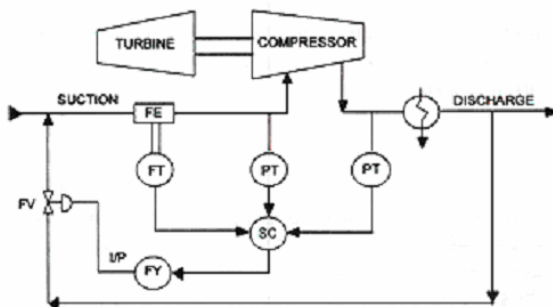 TURBINE
COMPRESSOR
SUCTION
FE
DISCHARGE
FT
PT
PT
FV
SC
I/P
FY